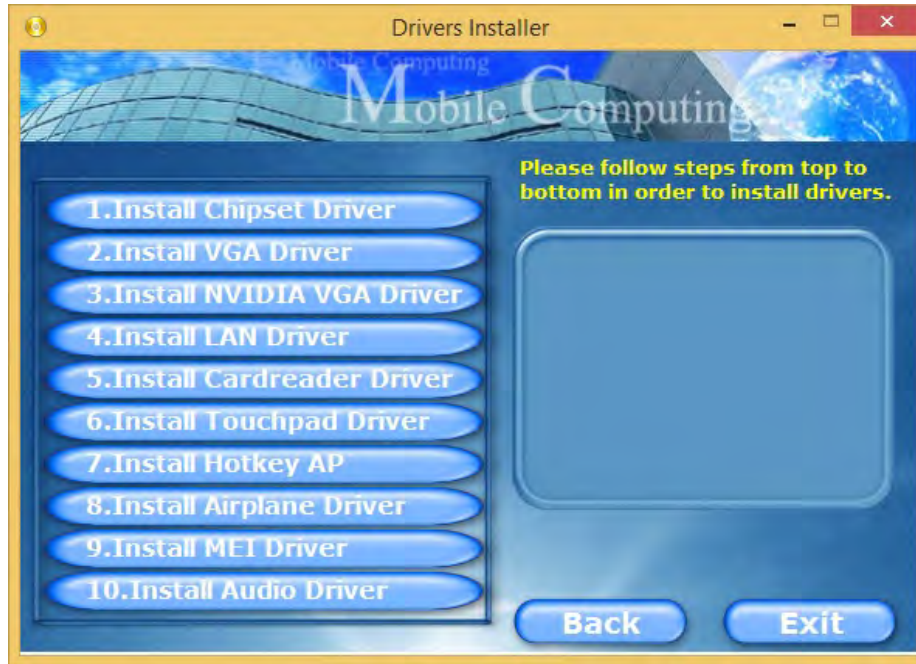 Drivers Installer
Mobile Computing
Mobile Computing
Please follow steps from top to
bottom in order to install drivers.
1.Install Chipset Driver
2.Install VGA Driver
3.Install NVIDIA VGA Driver
4.Install LAN Driver
5.Install Cardreader Driver
6.Install Touchpad Driver
7.Install Hotkey AP
8.Install Airplane Driver
9.Install MEI Driver
10.Install Audio Driver
Back
Exit